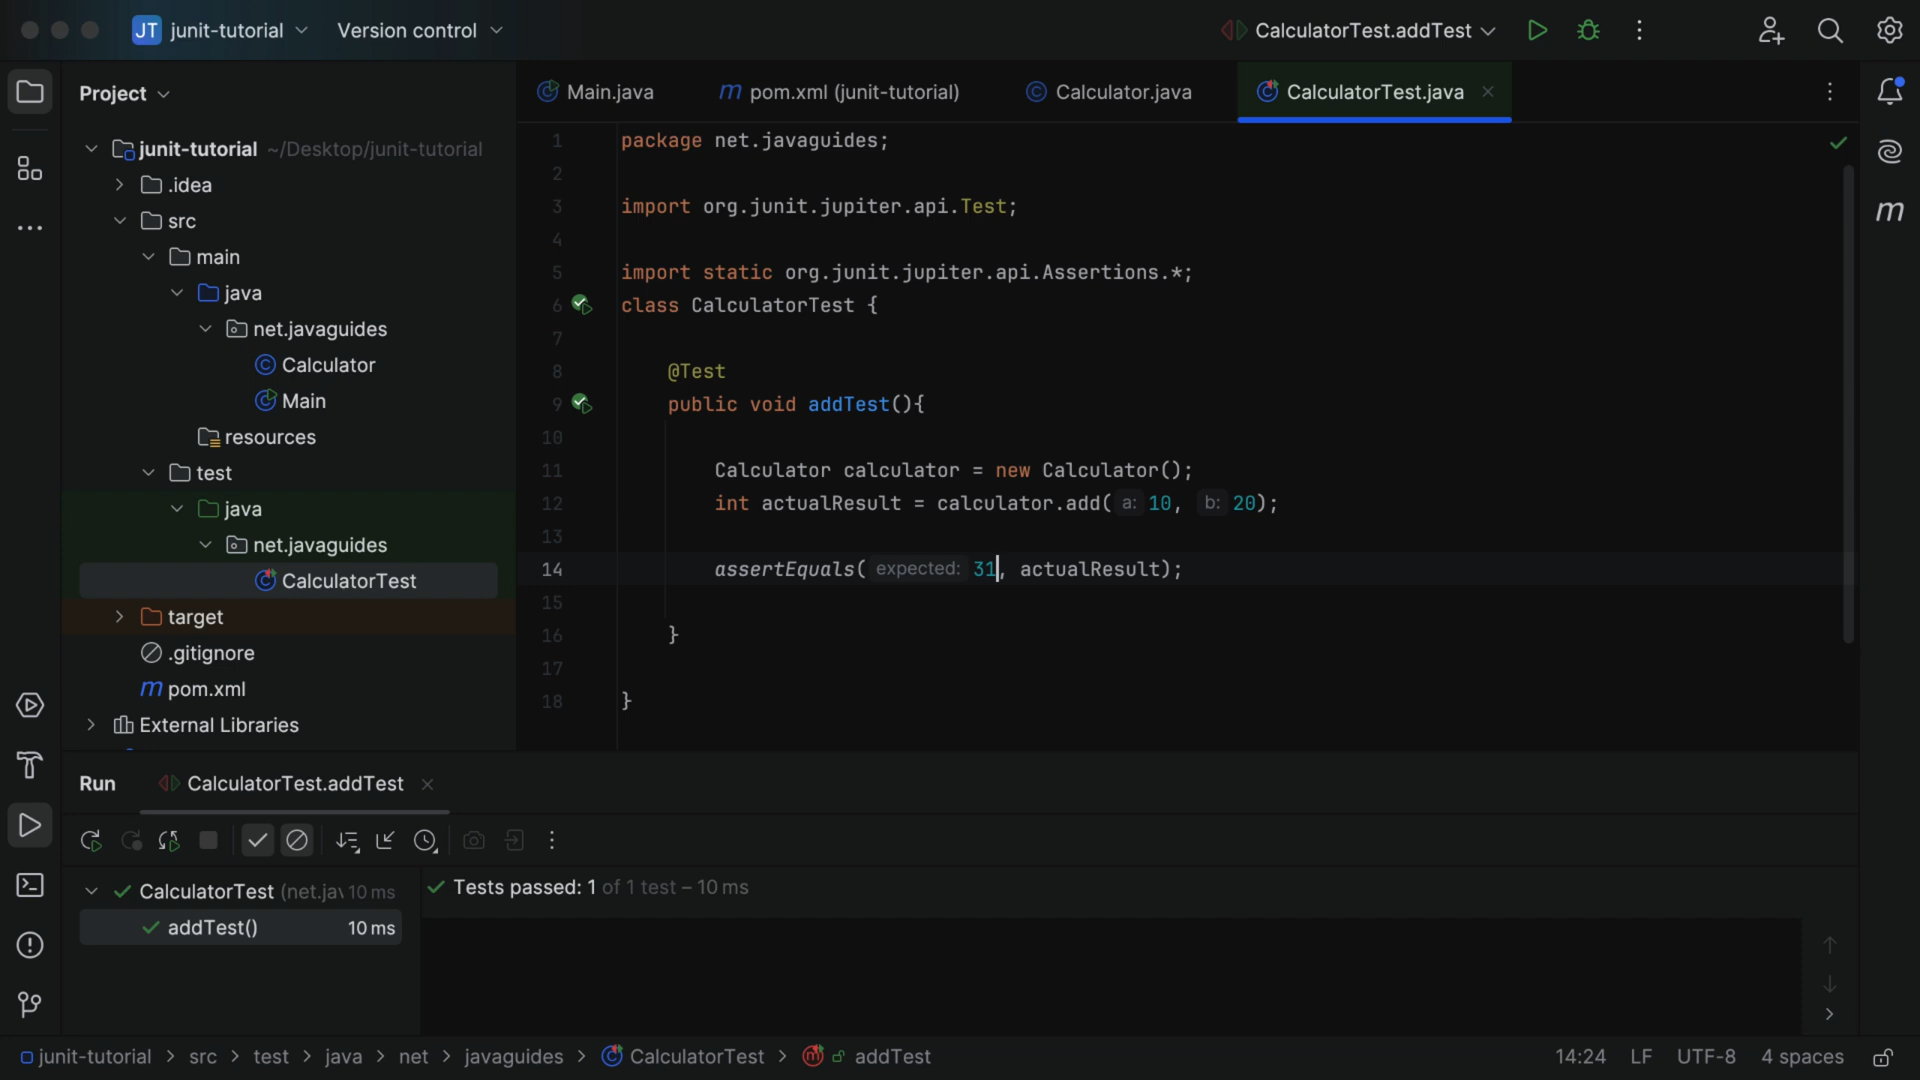 JT junit-tutorial Version control CalculatorTest.addTest
Project
junit-tutorial ~/Desktop/junit-tutorial
.idea
src
main
java
net.javaguides
Calculator
Main
resources
test
java
net.javaguides
CalculatorTest
target
.gitignore
m pom.xml
External Libraries
Main.java m pom.xml (junit-tutorial) Calculator.java CalculatorTest.java
1 package net.javaguides;
2
3 import org.junit.jupiter.api.Test;
4
5 import static org.junit.jupiter.api.Assertions.*;
6 class CalculatorTest {
7
8 @Test
9 public void addTest(){
10
11 Calculator calculator = new Calculator();
12 int actualResult = calculator.add( a: 10, b: 20);
13
14 assertEquals( expected: 31, actualResult);
15
16 }
17
18 }
m
Run CalculatorTest.addTest
CalculatorTest (net.jav 10 ms
addTest() 10 ms
Tests passed: 1 of 1 test – 10 ms
junit-tutorial > src > test > java > net > javaguides > CalculatorTest > m addTest 14:24 LF UTF-8 4 spaces